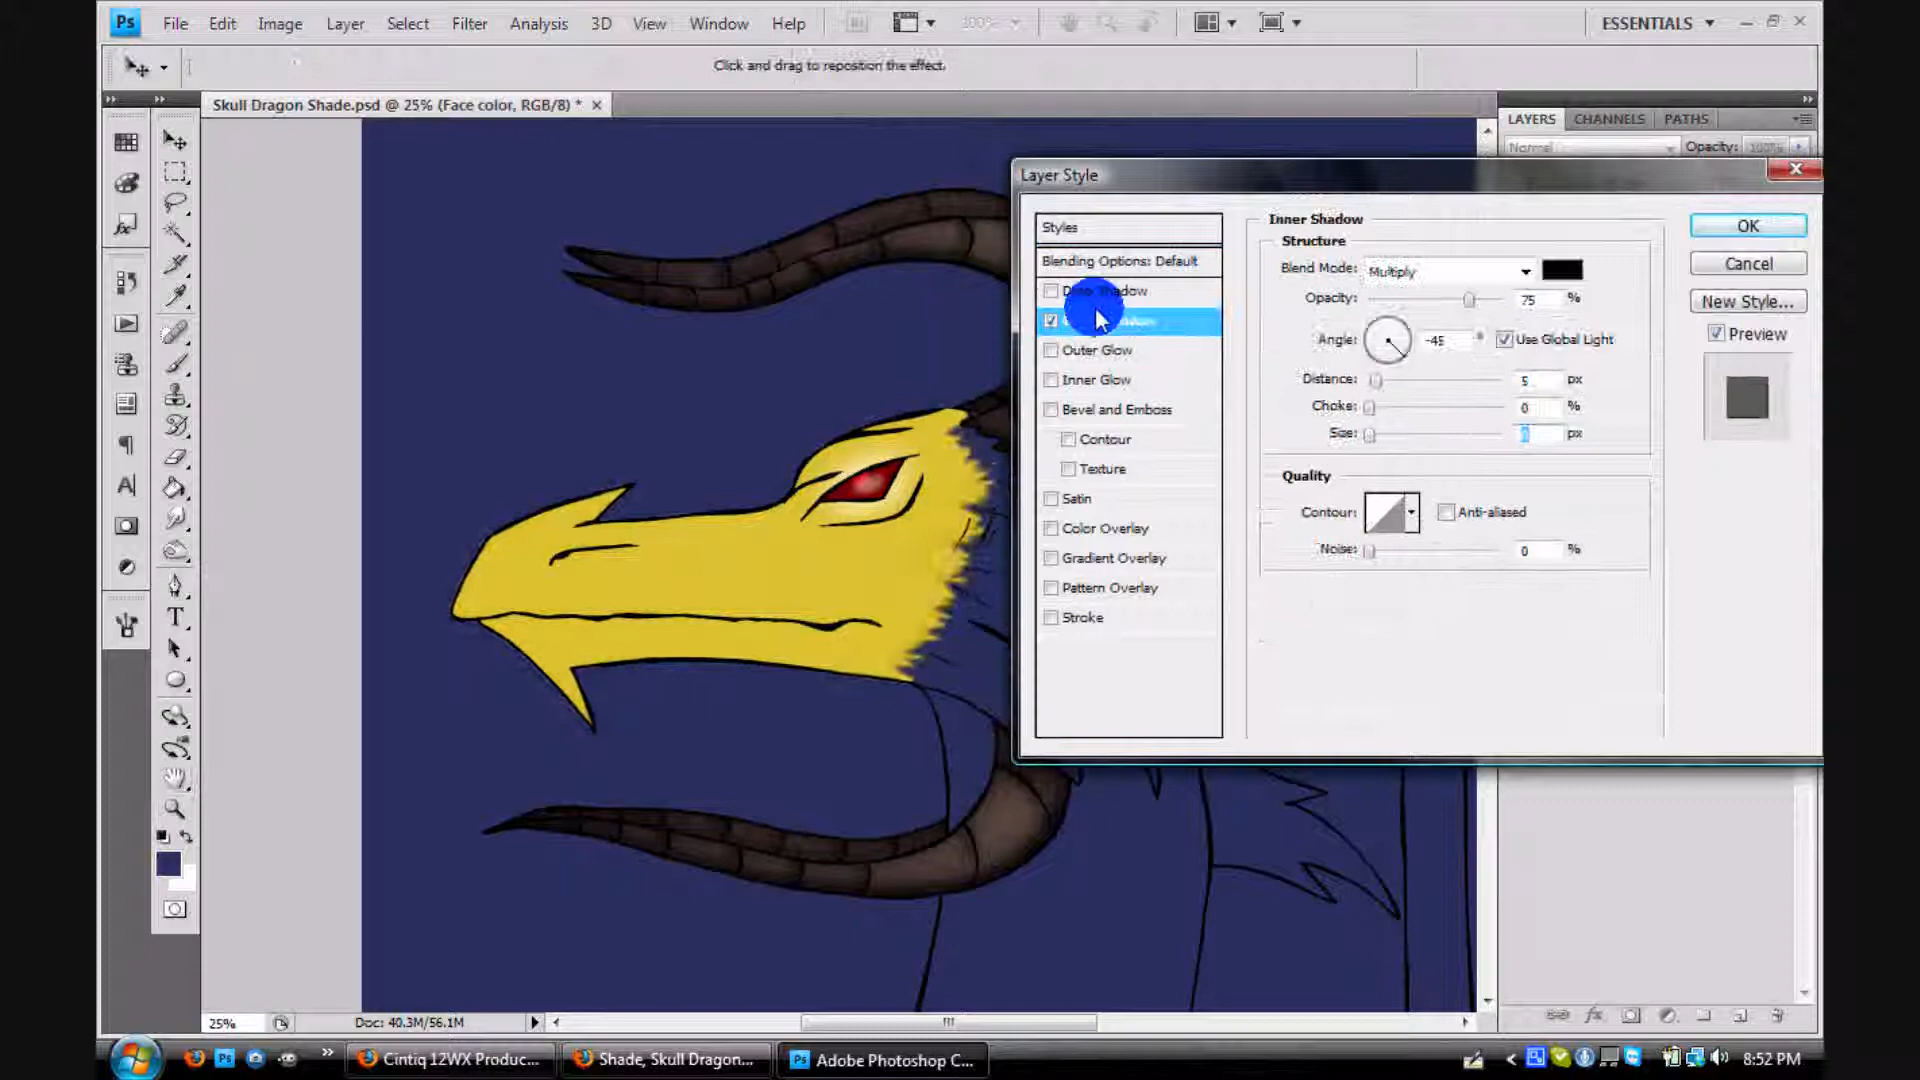 Ps File Edit Image Layer Select Filter Analysis 3D View Window Help 100% ESSENTIALS
Click and drag to reposition the effect.
Skull Dragon Shade.psd @ 25% (Face color, RGB/8) *
LAYERS CHANNELS PATHS
Normal Opacity: 100%
Layer Style
Styles
Blending Options: Default
Drop Shadow
Outer Glow
Inner Glow
Bevel and Emboss
Contour
Texture
Satin
Color Overlay
Gradient Overlay
Pattern Overlay
Stroke
Inner Shadow
Structure
Blend Mode: Multiply
Opacity: 75 %
Angle: -45 ° Use Global Light
Distance: 5 px
Choke: 0 %
Size: px
Quality
Contour: Anti-aliased
Noise: 0 %
OK
Cancel
New Style...
Preview
25% Doc: 40.3M/56.1M
Ps Cintiq 12WX Produc... Shade, Skull Dragon... Ps Adobe Photoshop C... 8:52 PM